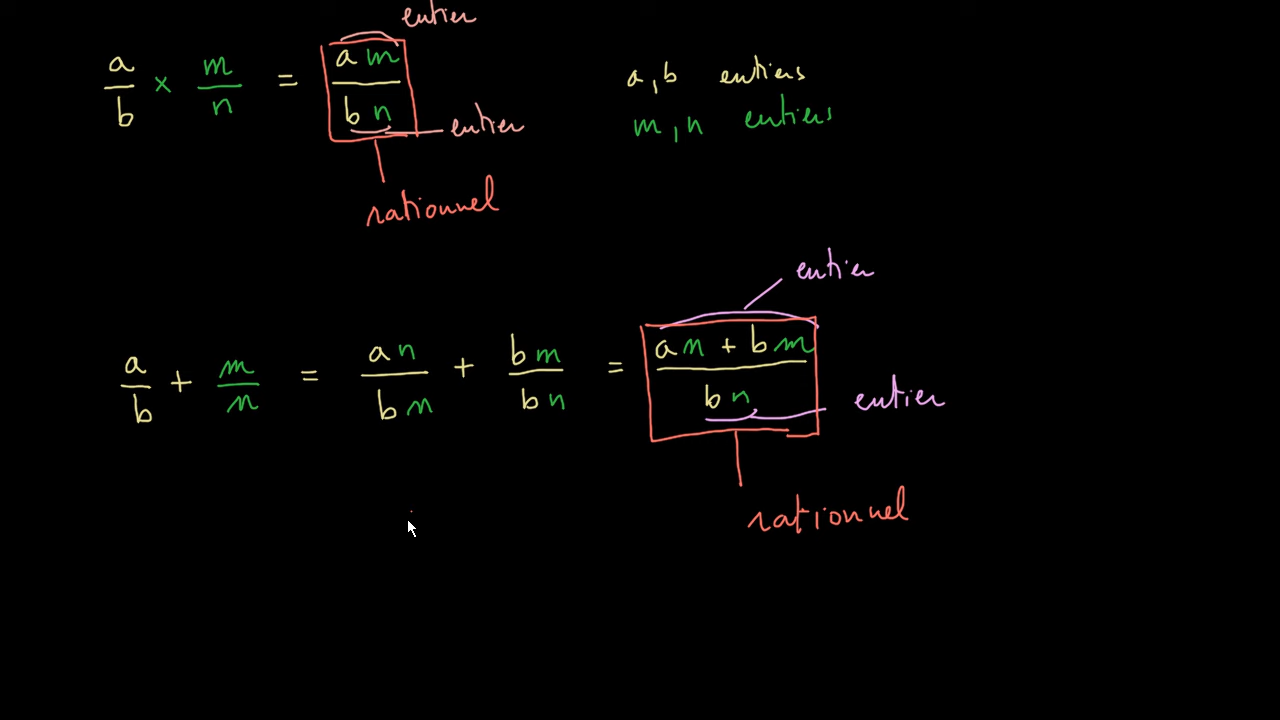 entier
a/b × m/n = am/bn
a, b entiers
m, n entiers
entier
rationnel
entier
a/b + m/n = an/bn + bm/bn = an + bm/bn
entier
rationnel